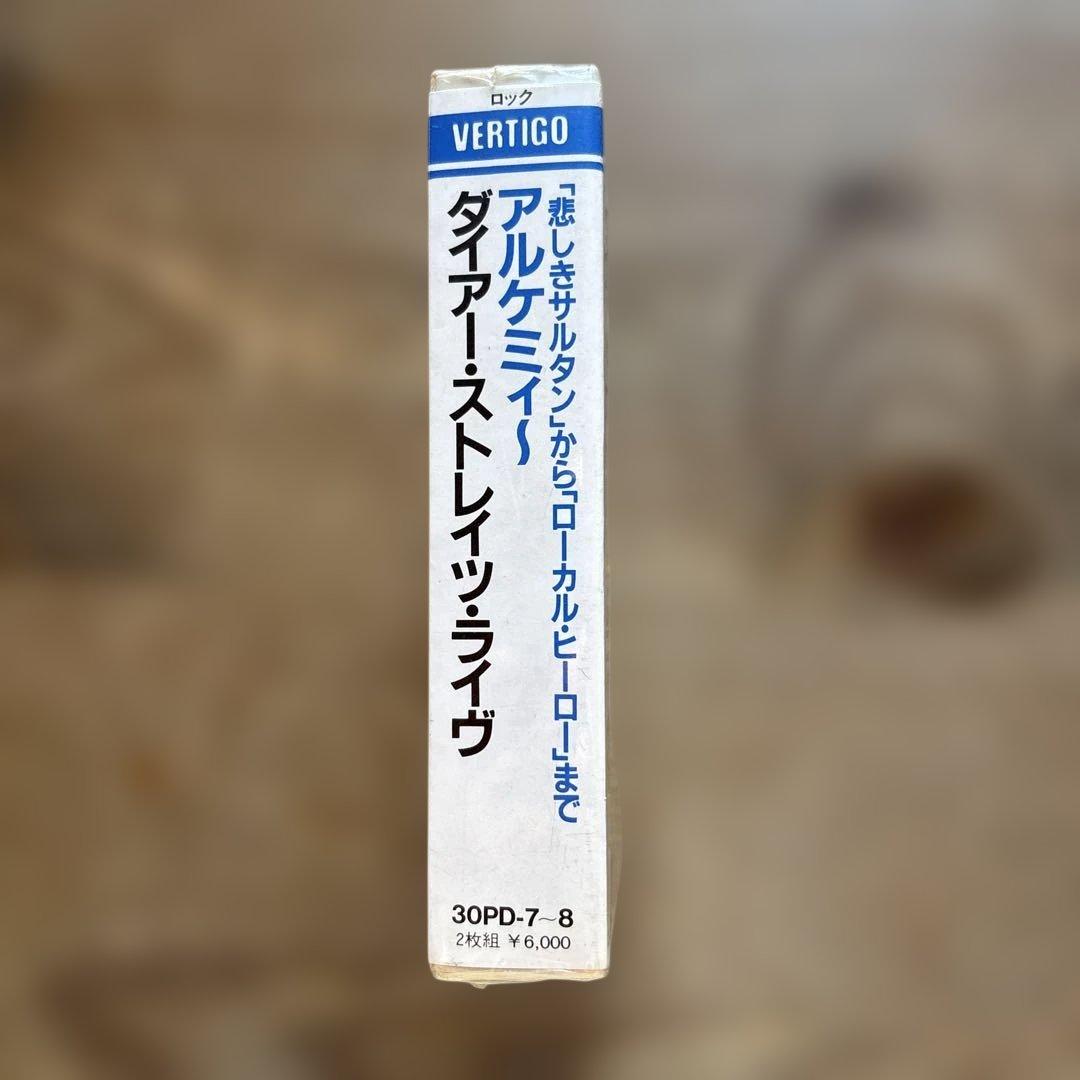 ロック
VERTIGO
「悲しきサルタン」から「ローカル・ヒーロー」まで
アルケミィ〜
ダイアー・ストレイツ・ライヴ
30PD-7〜8
2枚組 ￥6,000